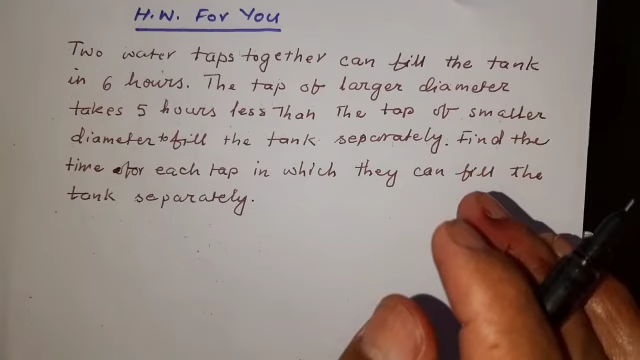 H.W. For You
Two water taps together can fill the tank
in 6 hours. The tap of larger diameter
takes 5 hours less than the tap of smaller
diameter to fill the tank separately. Find the
time for each tap in which they can fill the
tank separately.